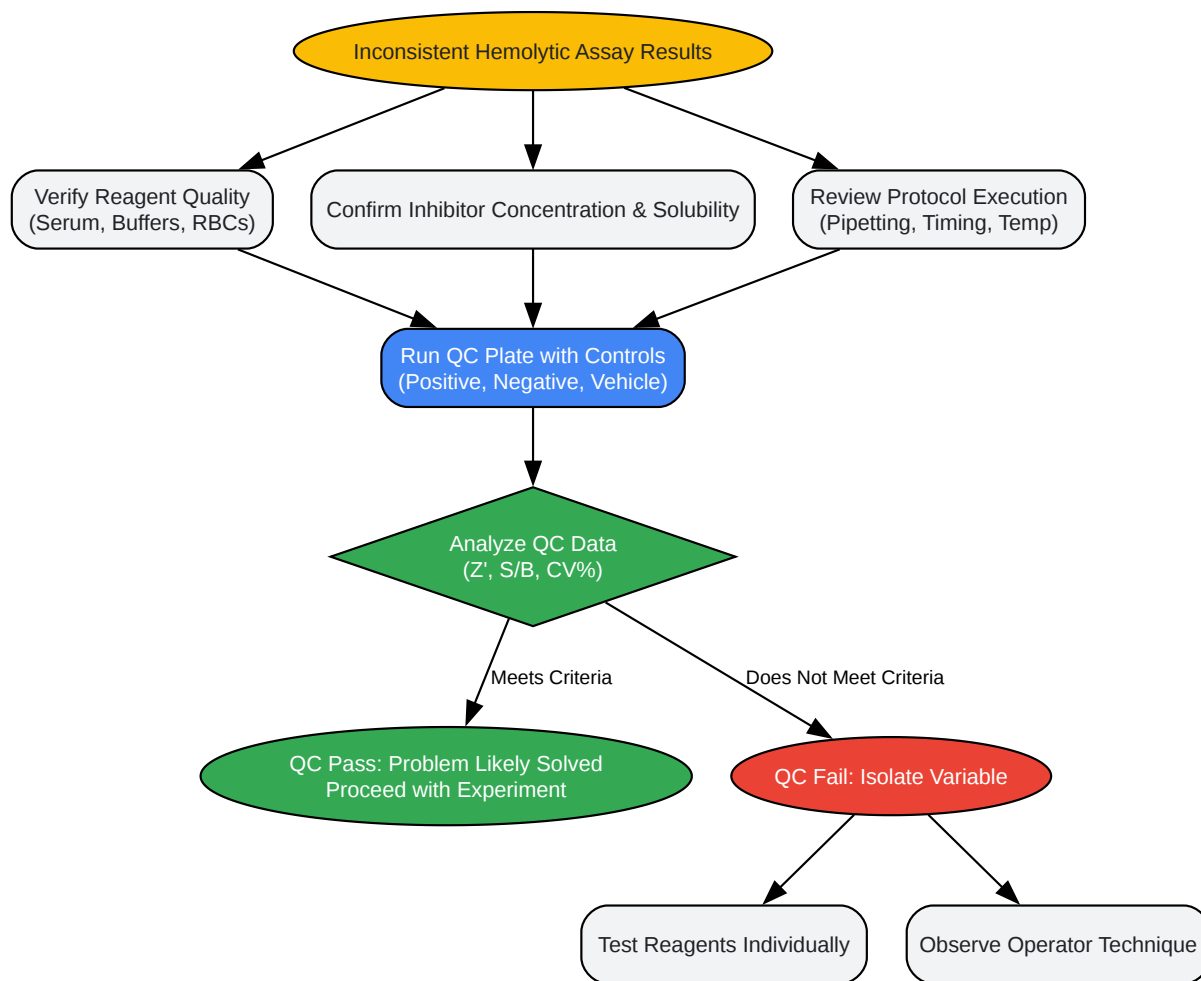 Inconsistent Hemolytic Assay Results
Verify Reagent Quality
(Serum, Buffers, RBCs)
Confirm Inhibitor Concentration & Solubility
Review Protocol Execution
(Pipetting, Timing, Temp)
Run QC Plate with Controls
(Positive, Negative, Vehicle)
Analyze QC Data
(Z', S/B, CV%)
Meets Criteria
Does Not Meet Criteria
QC Pass: Problem Likely Solved
Proceed with Experiment
QC Fail: Isolate Variable
Test Reagents Individually
Observe Operator Technique